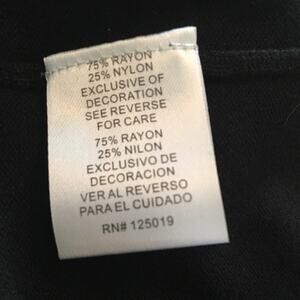 75% RAYON
25% NYLON
EXCLUSIVE OF
DECORATION
SEE REVERSE
FOR CARE
75% RAYON
25% NILON
EXCLUSIVO DE
DECORACION
VER AL REVERSO
PARA EL CUIDADO
RN# 125019